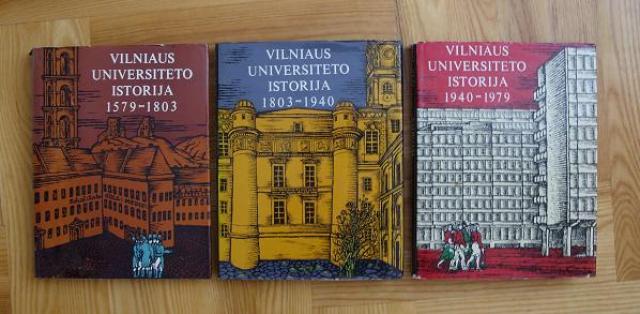 VILNIAUS
UNIVERSITETO
ISTORIJA
1579-1803
VILNIAUS
UNIVERSITETO
ISTORIJA
1803-1940
VILNIAUS
UNIVERSITETO
ISTORIJA
1940-1979